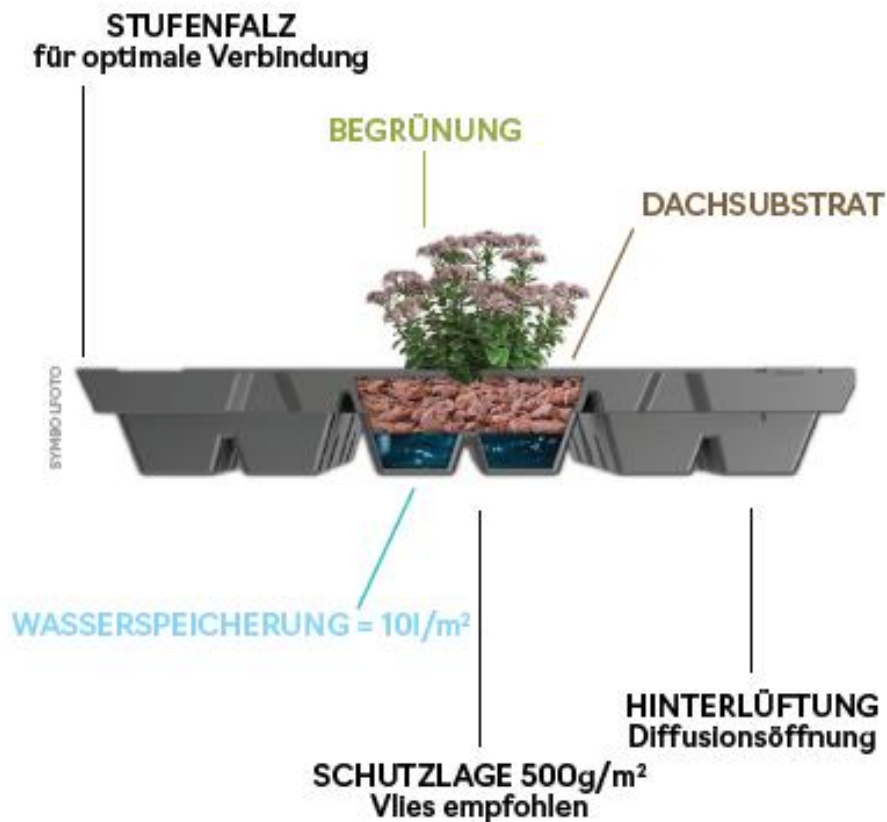 STUFENFALZ
für optimale Verbindung
BEGRÜNUNG
DACHSUBSTRAT
SYMBOLFOTO
WASSERSPEICHERUNG = 10l/m²
HINTERLÜFTUNG
Diffusionsöffnung
SCHUTZLAGE 500g/m²
Vlies empfohlen